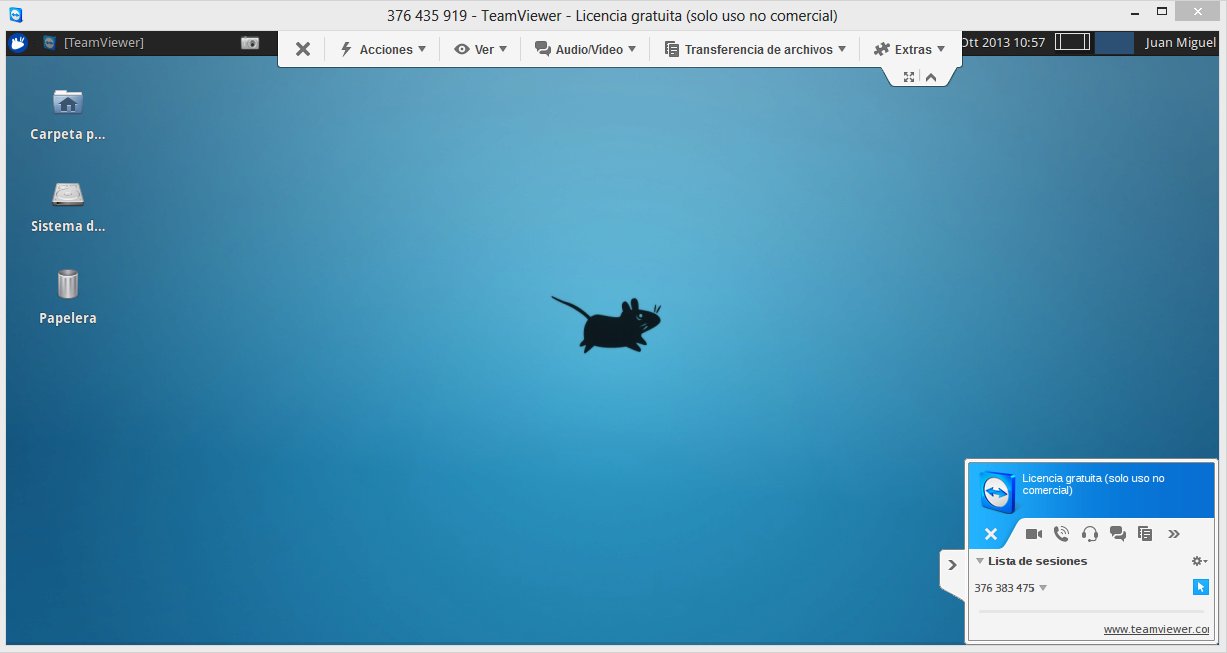 376 435 919 - TeamViewer - Licencia gratuita (solo uso no comercial)
[TeamViewer]
Acciones
Ver
Audio/Video
Transferencia de archivos
Extras
Ott 2013 10:57
Juan Miguel
Carpeta p...
Sistema d...
Papelera
Licencia gratuita (solo uso no
comercial)
Lista de sesiones
376 383 475
www.teamviewer.co